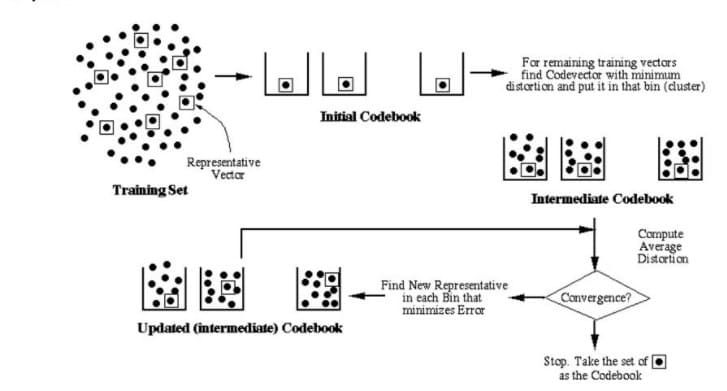 For remaining training vectors
find Codevector with minimum
distortion and put it in that bin (cluster)
Initial Codebook
Representative
Vector
Training Set
Intermediate Codebook
Compute
Average
Distortion
Convergence?
Find New Representative
in each Bin that
minimizes Error
Updated (intermediate) Codebook
Stop. Take the set of
as the Codebook